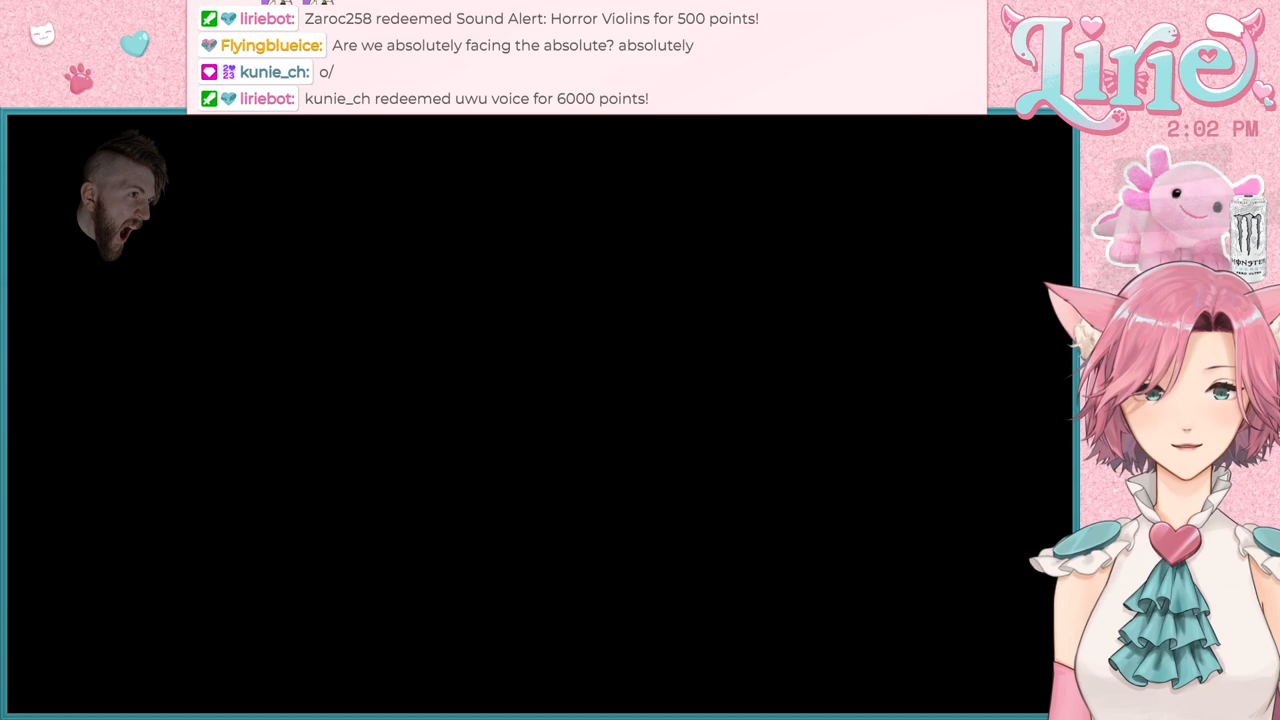 liriebot: Zaroc258 redeemed Sound Alert: Horror Violins for 500 points!
Flyingblueice: Are we absolutely facing the absolute? absolutely
kunie_ch: o/
liriebot: kunie_ch redeemed uwu voice for 6000 points!
Lirie
2:02 PM
MONSTER